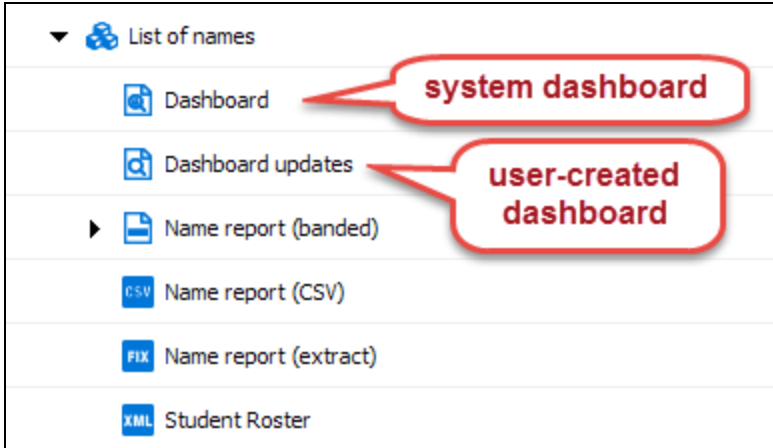 List of names
Dashboard
system dashboard
Dashboard updates
user-created
dashboard
Name report (banded)
CSV Name report (CSV)
FIX Name report (extract)
XML Student Roster